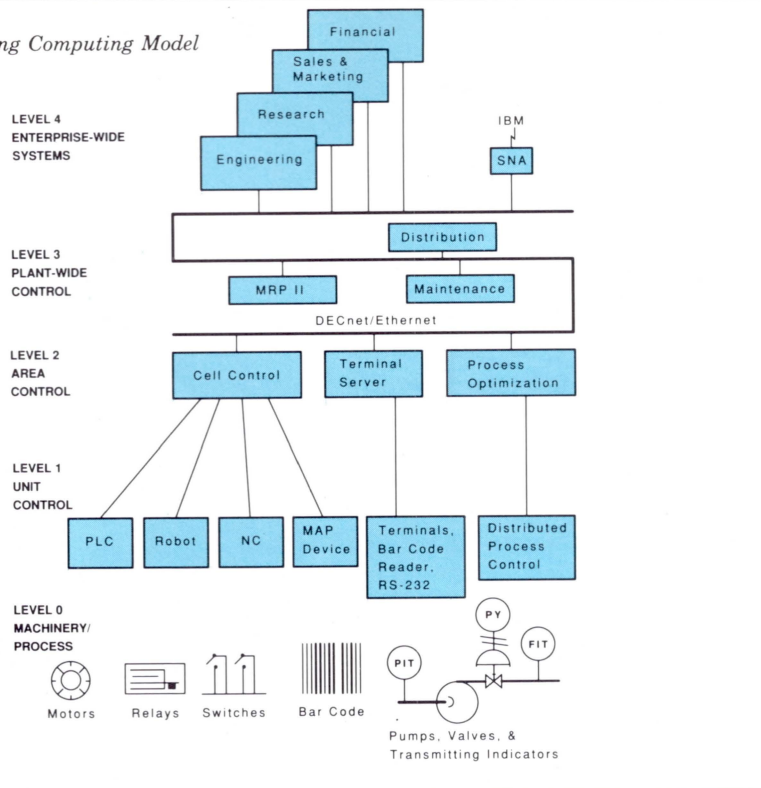 ng Computing Model
Financial
Sales &
Marketing
Research
Engineering
LEVEL 4
ENTERPRISE-WIDE
SYSTEMS
IBM
SNA
Distribution
LEVEL 3
PLANT-WIDE
CONTROL
MRP II
Maintenance
DECnet/Ethernet
LEVEL 2
AREA
CONTROL
Cell Control
Terminal
Server
Process
Optimization
LEVEL 1
UNIT
CONTROL
PLC
Robot
NC
MAP
Device
Terminals,
Bar Code
Reader,
RS-232
Distributed
Process
Control
LEVEL 0
MACHINERY/
PROCESS
PY
FIT
PIT
Motors
Relays
Switches
Bar Code
Pumps, Valves, &
Transmitting Indicators